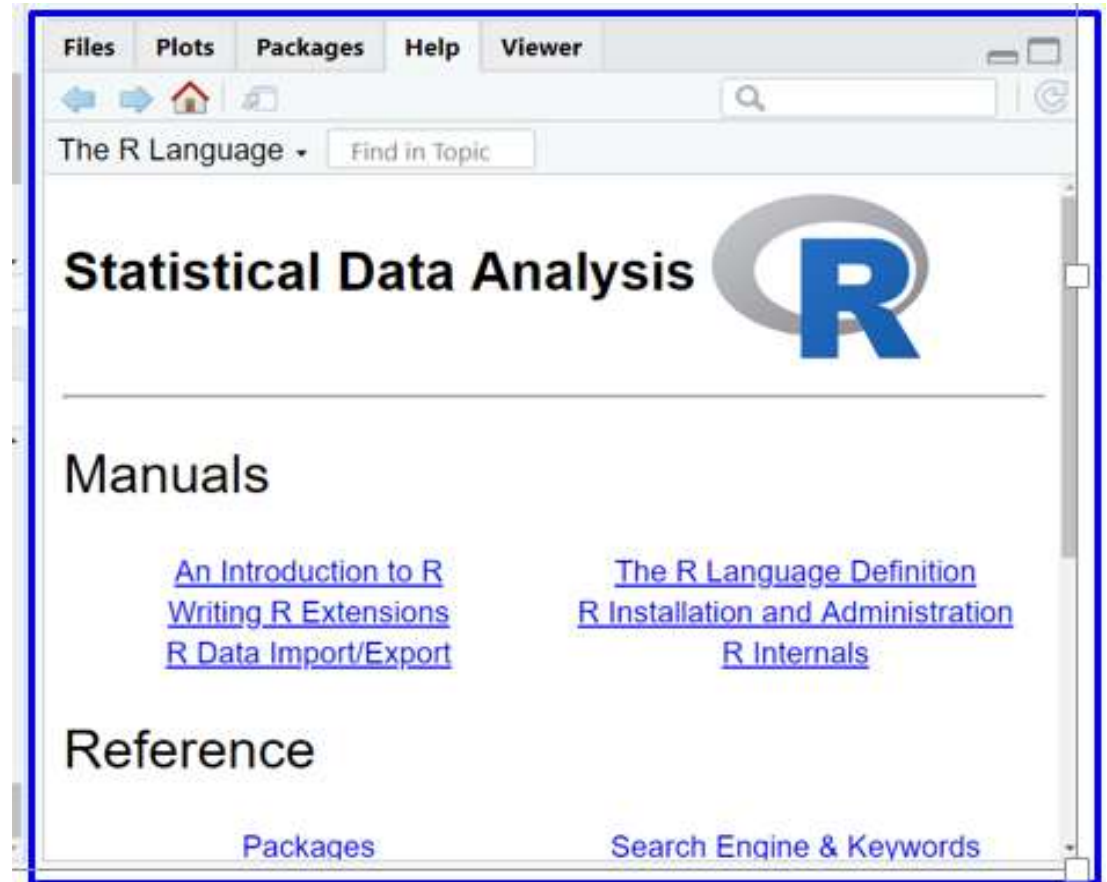 Files Plots Packages Help Viewer
The R Language Find in Topic
Statistical Data Analysis R
Manuals
An Introduction to R The R Language Definition
Writing R Extensions R Installation and Administration
R Data Import/Export R Internals
Reference
Packages Search Engine & Keywords